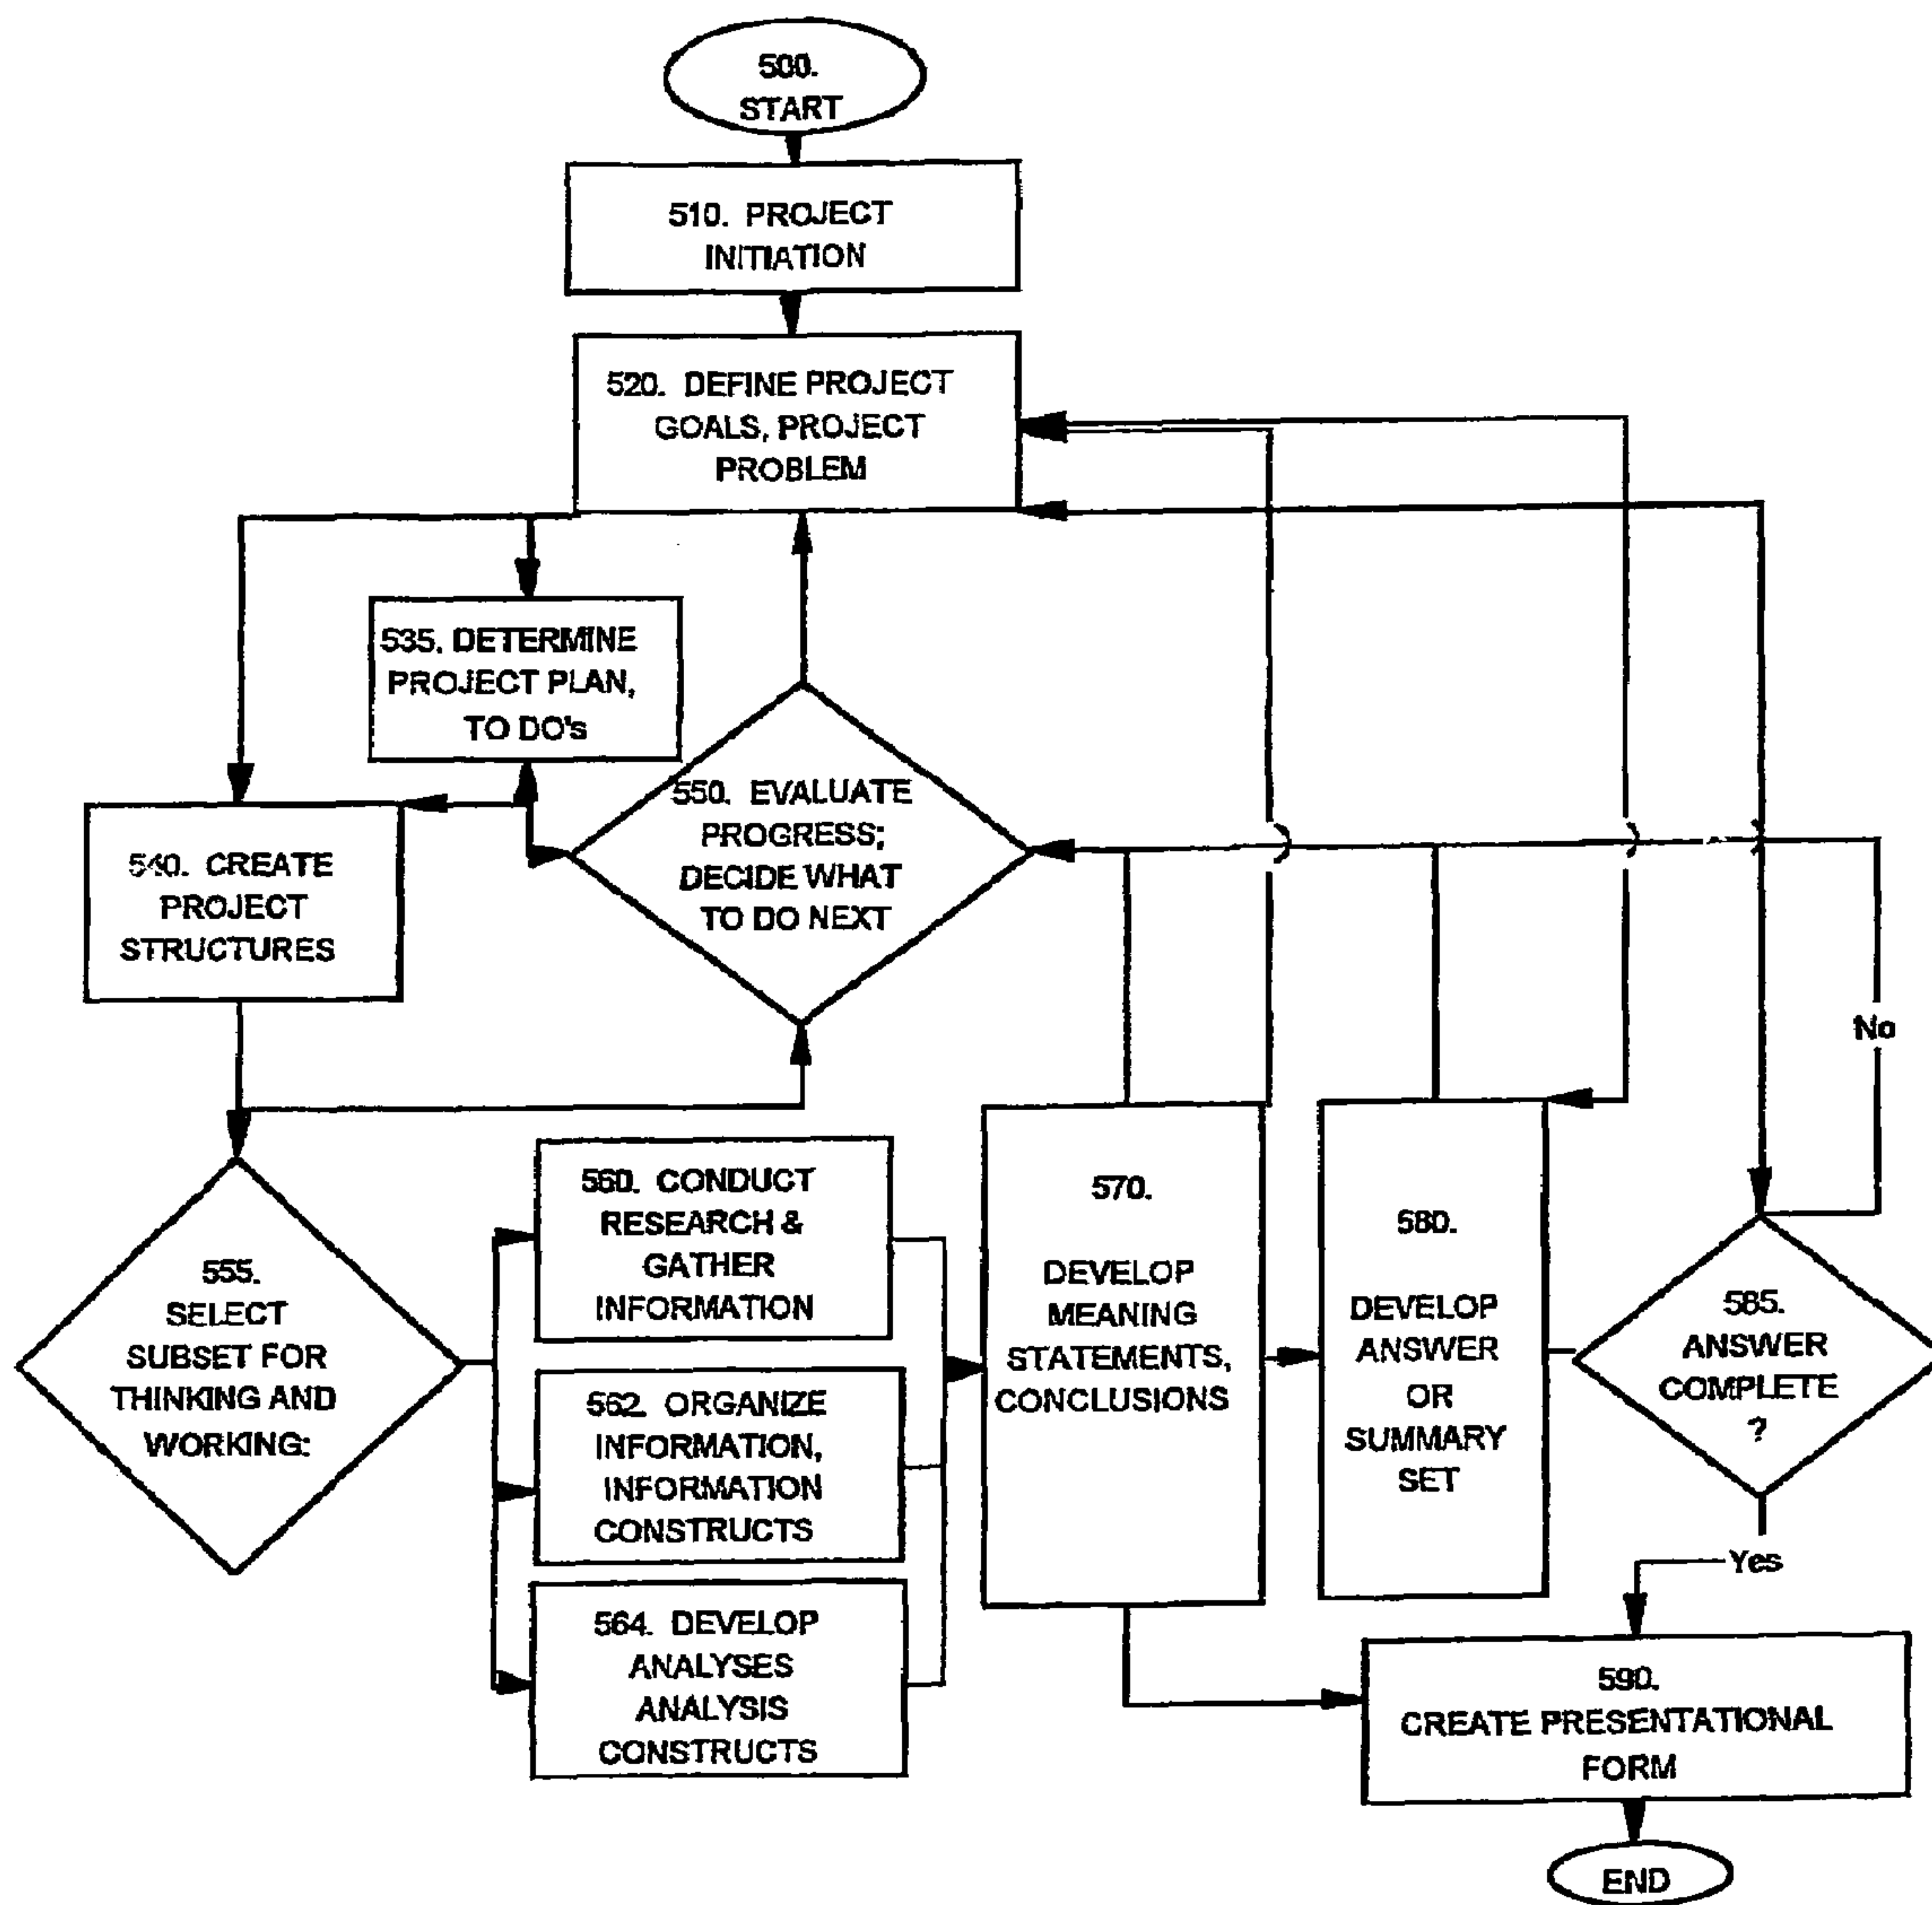 500.
START
510. PROJECT
INITIATION
520. DEFINE PROJECT
GOALS, PROJECT
PROBLEM
535. DETERMINE
PROJECT PLAN,
TO DO's
540. CREATE
PROJECT
STRUCTURES
550. EVALUATE
PROGRESS;
DECIDE WHAT
TO DO NEXT
No
555.
SELECT
SUBSET FOR
THINKING AND
WORKING:
560. CONDUCT
RESEARCH &
GATHER
INFORMATION
562. ORGANIZE
INFORMATION,
INFORMATION
CONSTRUCTS
564. DEVELOP
ANALYSES
ANALYSIS
CONSTRUCTS
570.
DEVELOP
MEANING
STATEMENTS,
CONCLUSIONS
580.
DEVELOP
ANSWER
OR
SUMMARY
SET
585.
ANSWER
COMPLETE
?
Yes
590.
CREATE PRESENTATIONAL
FORM
END